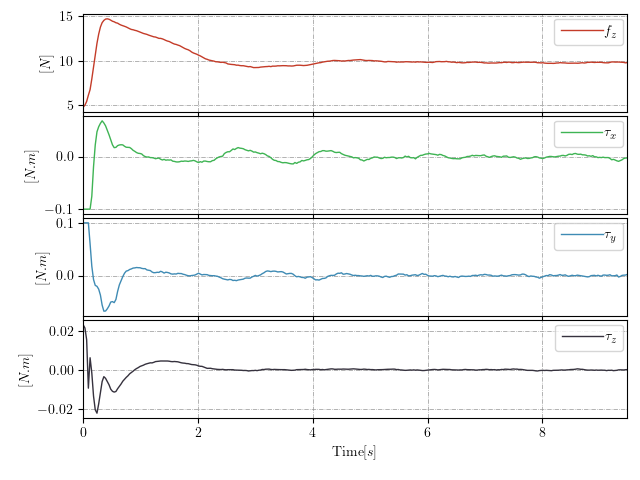 15
10
5
[N]
f_z
0.0
−0.1
[N.m]
τ_x
0.1
0.0
[N.m]
τ_y
0.02
0.00
−0.02
[N.m]
τ_z
0 2 4 6 8
Time[s]